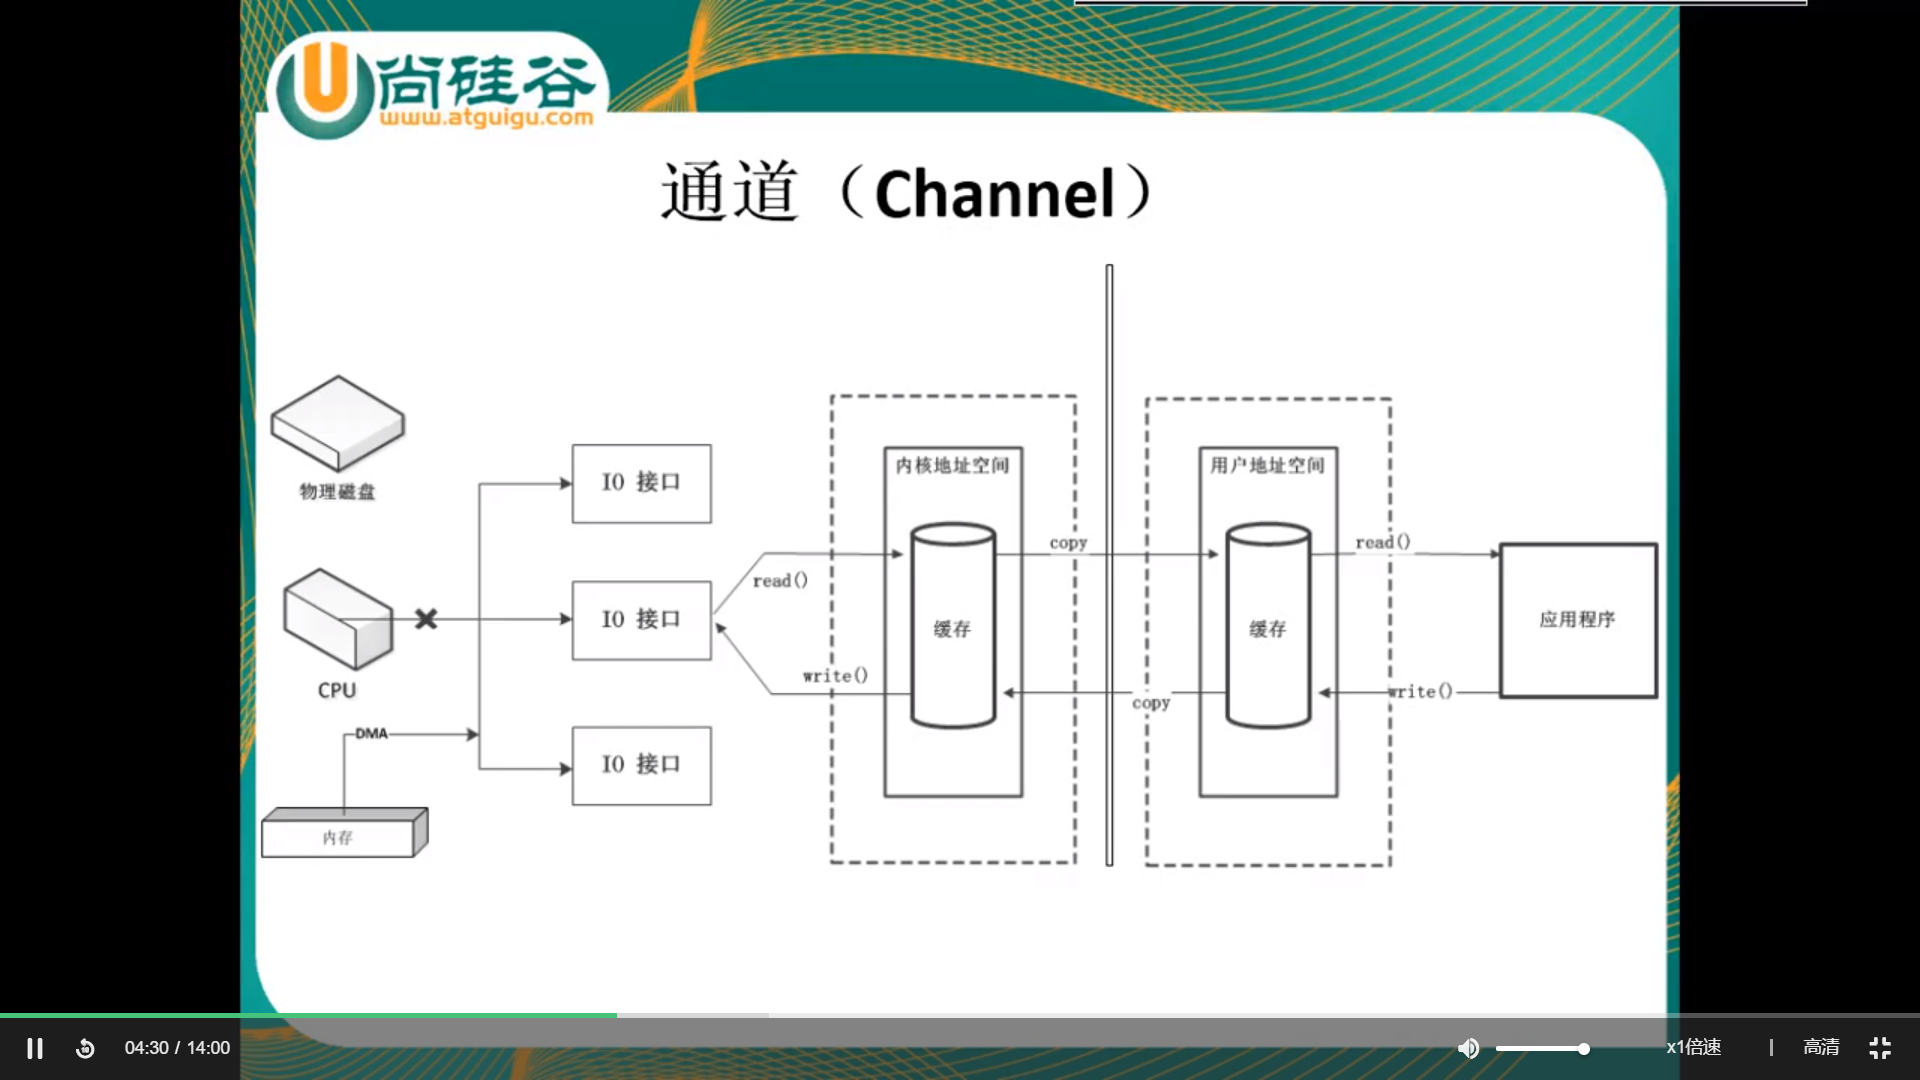 尚硅谷
www.atguigu.com
通道（Channel）
物理磁盘
CPU
DMA
内存
IO 接口
IO 接口
IO 接口
read()
write()
内核地址空间
缓存
copy
copy
用户地址空间
缓存
read()
write()
应用程序
04:30 / 14:00
x1倍速
高清